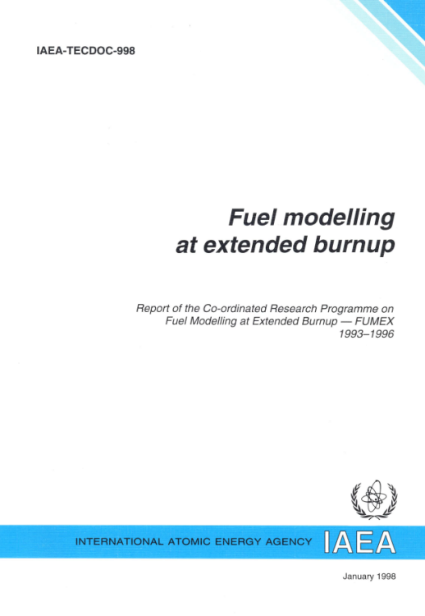 IAEA-TECDOC-998
Fuel modelling
at extended burnup
Report of the Co-ordinated Research Programme on
Fuel Modelling at Extended Burnup — FUMEX
1993–1996
INTERNATIONAL ATOMIC ENERGY AGENCY IAEA
January 1998